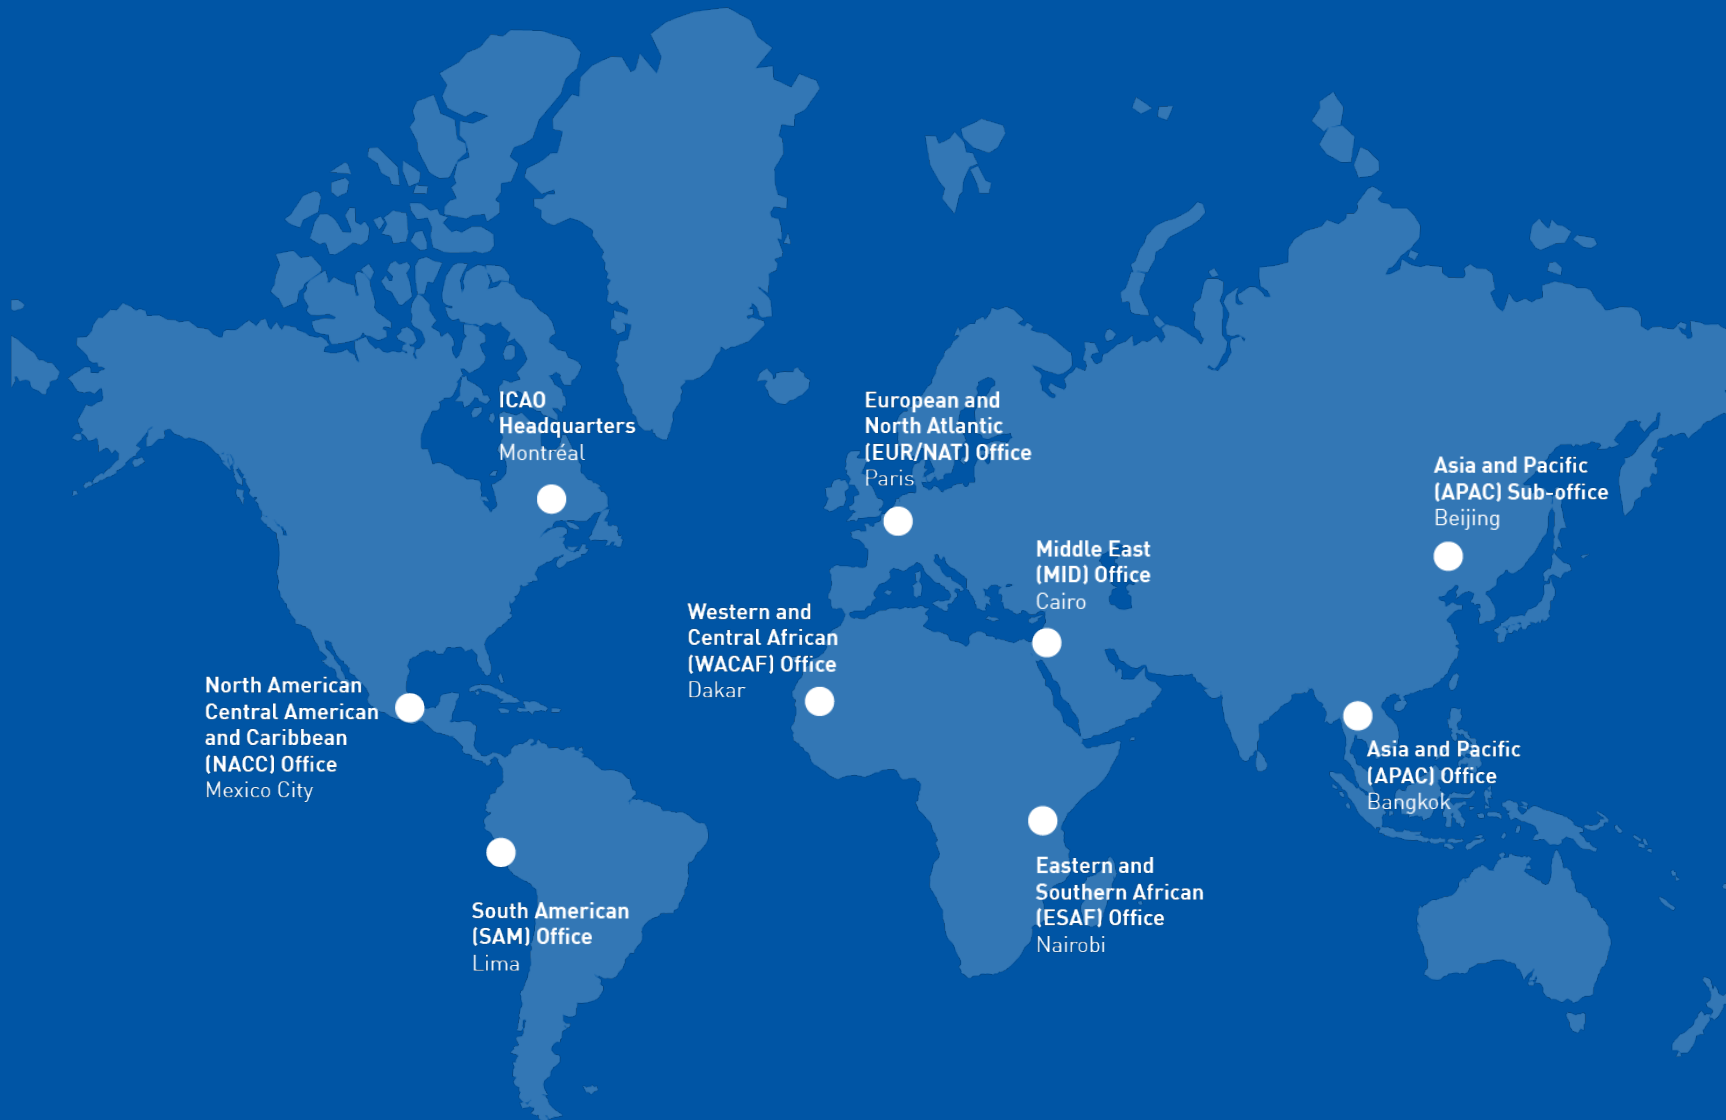 ICAO
Headquarters
Montréal
European and
North Atlantic
(EUR/NAT) Office
Paris
Asia and Pacific
(APAC) Sub-office
Beijing
Middle East
(MID) Office
Cairo
Western and
Central African
(WACAF) Office
Dakar
North American
Central American
and Caribbean
(NACC) Office
Mexico City
Asia and Pacific
(APAC) Office
Bangkok
Eastern and
Southern African
(ESAF) Office
Nairobi
South American
(SAM) Office
Lima